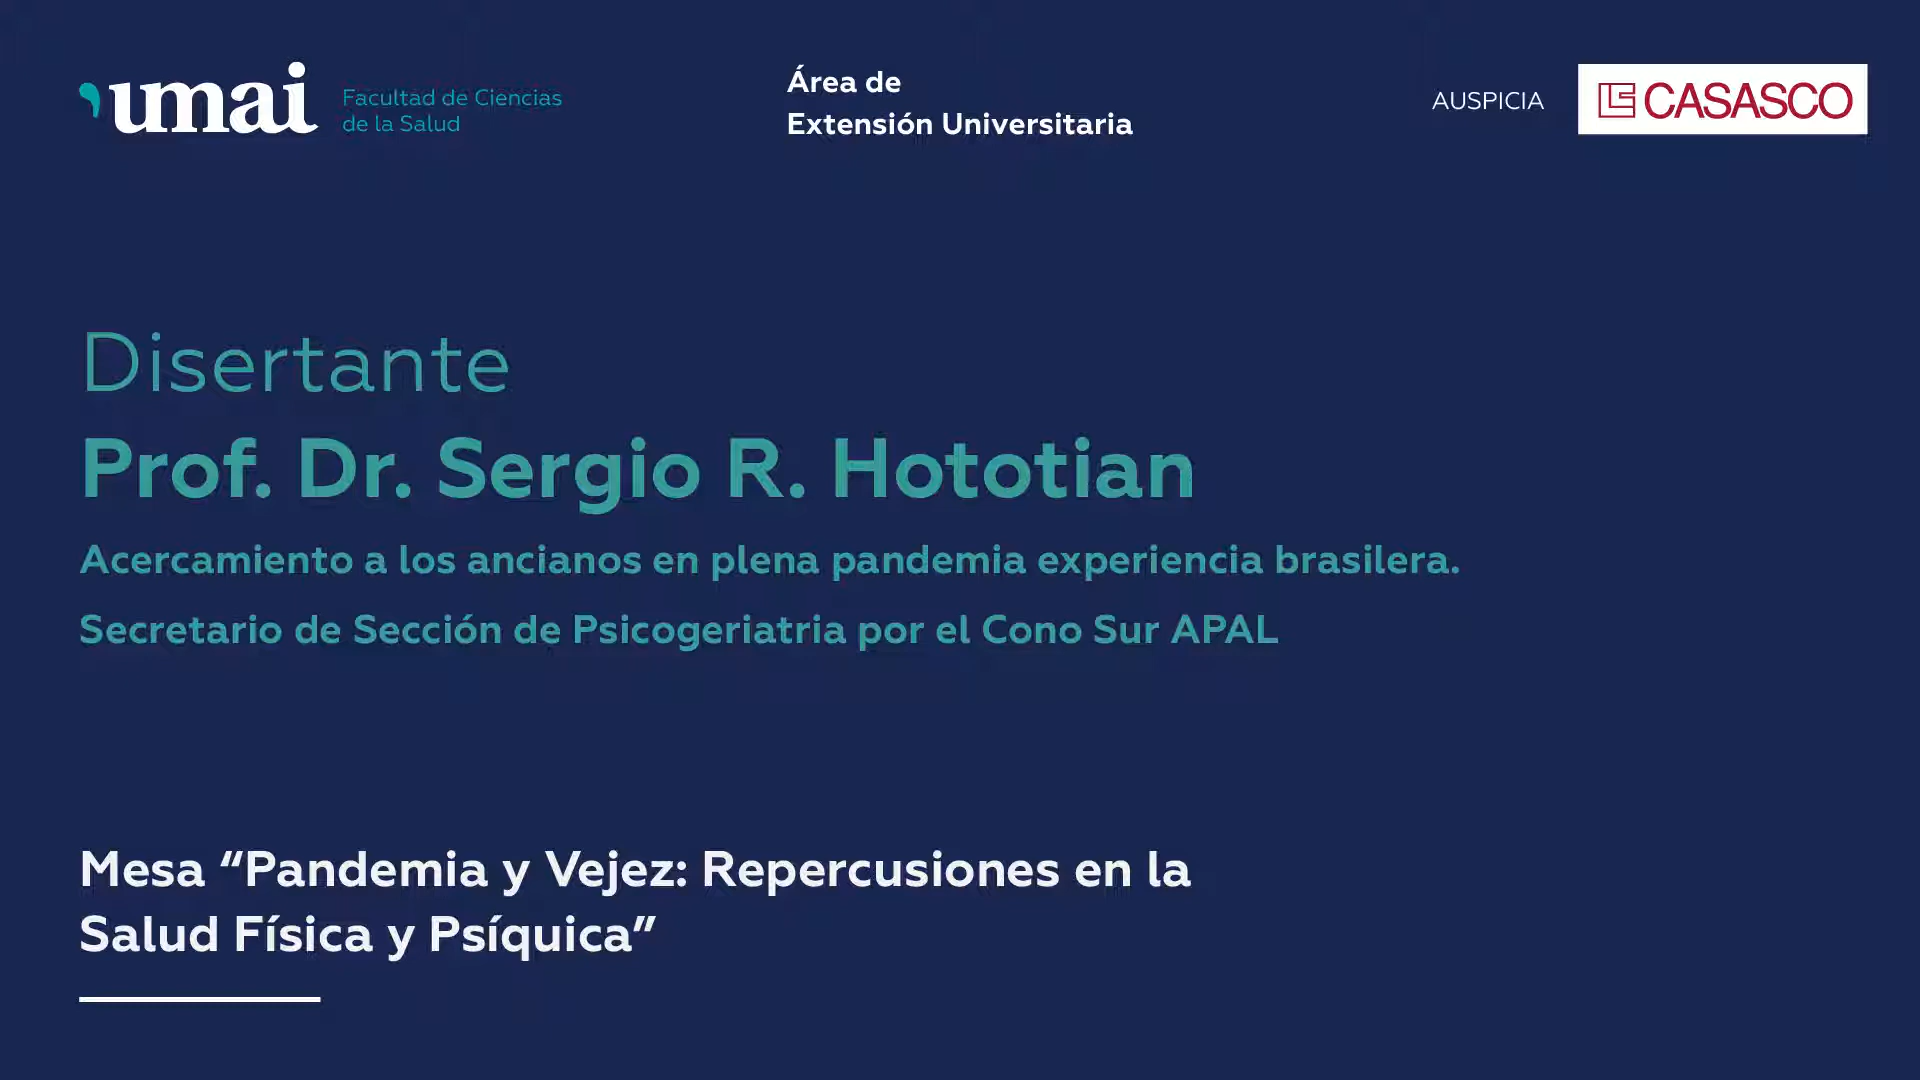 umai
Facultad de Ciencias
de la Salud
Área de
Extensión Universitaria
AUSPICIA
CASASCO
Disertante
Prof. Dr. Sergio R. Hototian
Acercamiento a los ancianos en plena pandemia experiencia brasilera.
Secretario de Sección de Psicogeriatria por el Cono Sur APAL
Mesa “Pandemia y Vejez: Repercusiones en la
Salud Física y Psíquica”